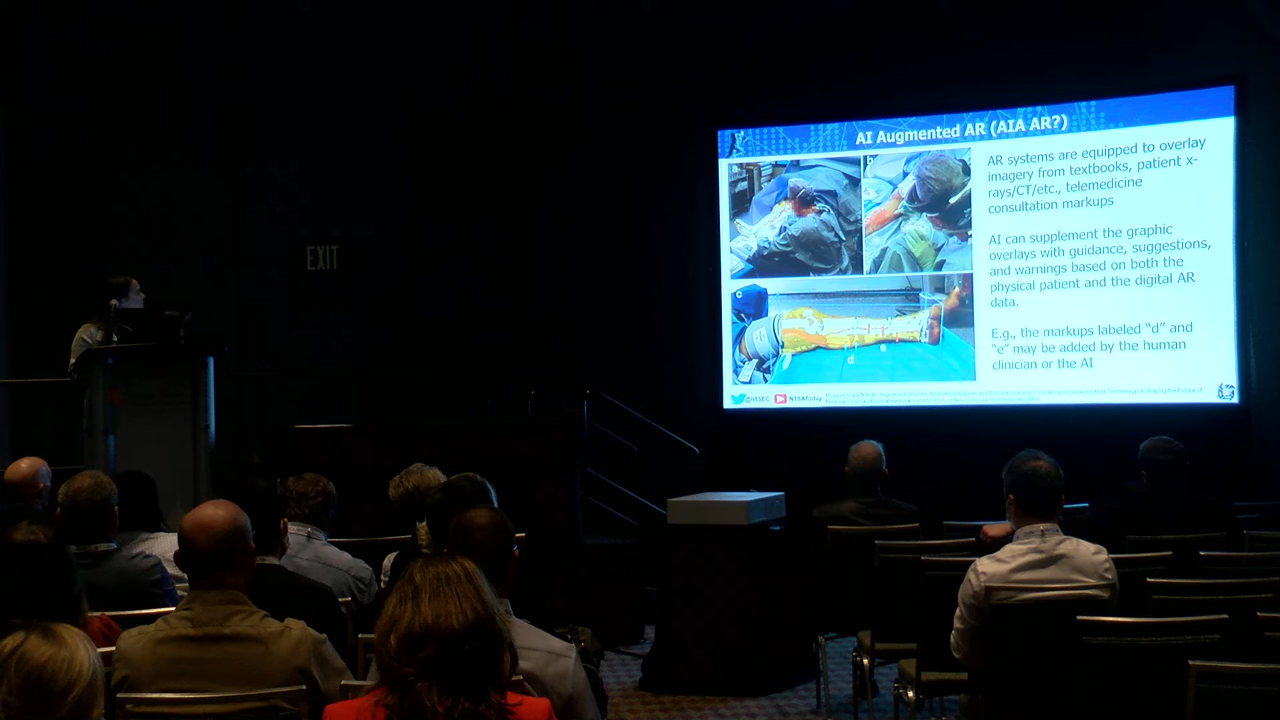 EXIT
AI Augmented AR (AIA AR?)
AR systems are equipped to overlay
imagery from textbooks, patient x-
rays/CT/etc., telemedicine
consultation markups
AI can supplement the graphic
overlays with guidance, suggestions,
and warnings based on both the
physical patient and the digital AR
data.
E.g., the markups labeled “d” and
“e” may be added by the human
clinician or the AI
b
c
d
e
@IITSEC NTSAToday